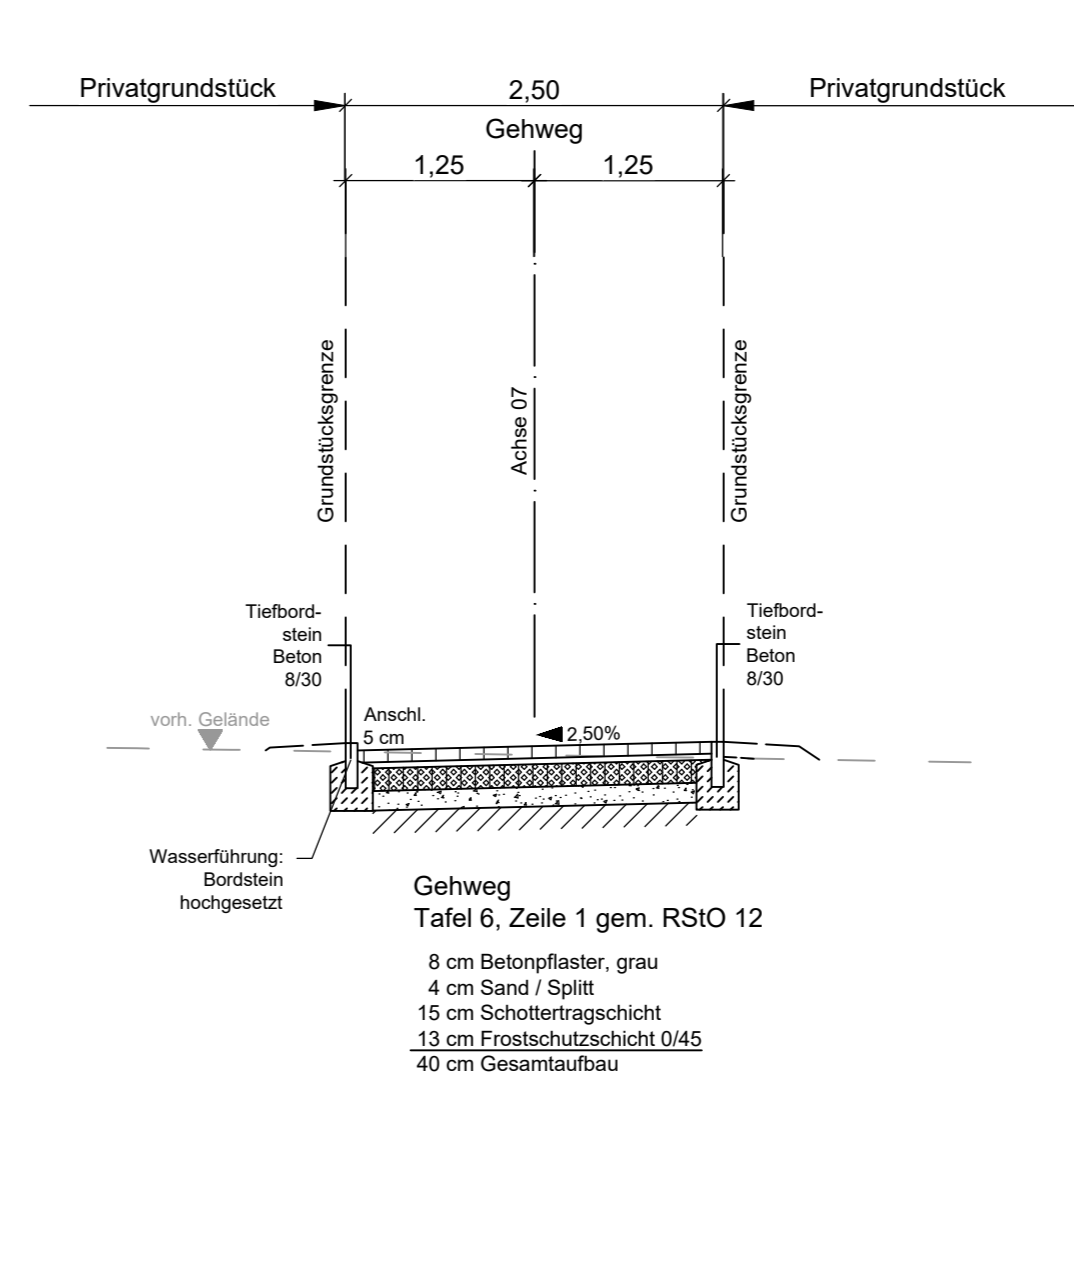 Privatgrundstück
2,50
Privatgrundstück
Gehweg
1,25
1,25
Grundstücksgrenze
Achse 07
Grundstücksgrenze
Tiefbord-
stein
Beton
8/30
Tiefbord-
stein
Beton
8/30
vorh. Gelände
Anschl.
5 cm
2,50%
Wasserführung:
Bordstein
hochgesetzt
Gehweg
Tafel 6, Zeile 1 gem. RStO 12
8 cm Betonpflaster, grau
4 cm Sand / Splitt
15 cm Schottertragschicht
13 cm Frostschutzschicht 0/45
40 cm Gesamtaufbau